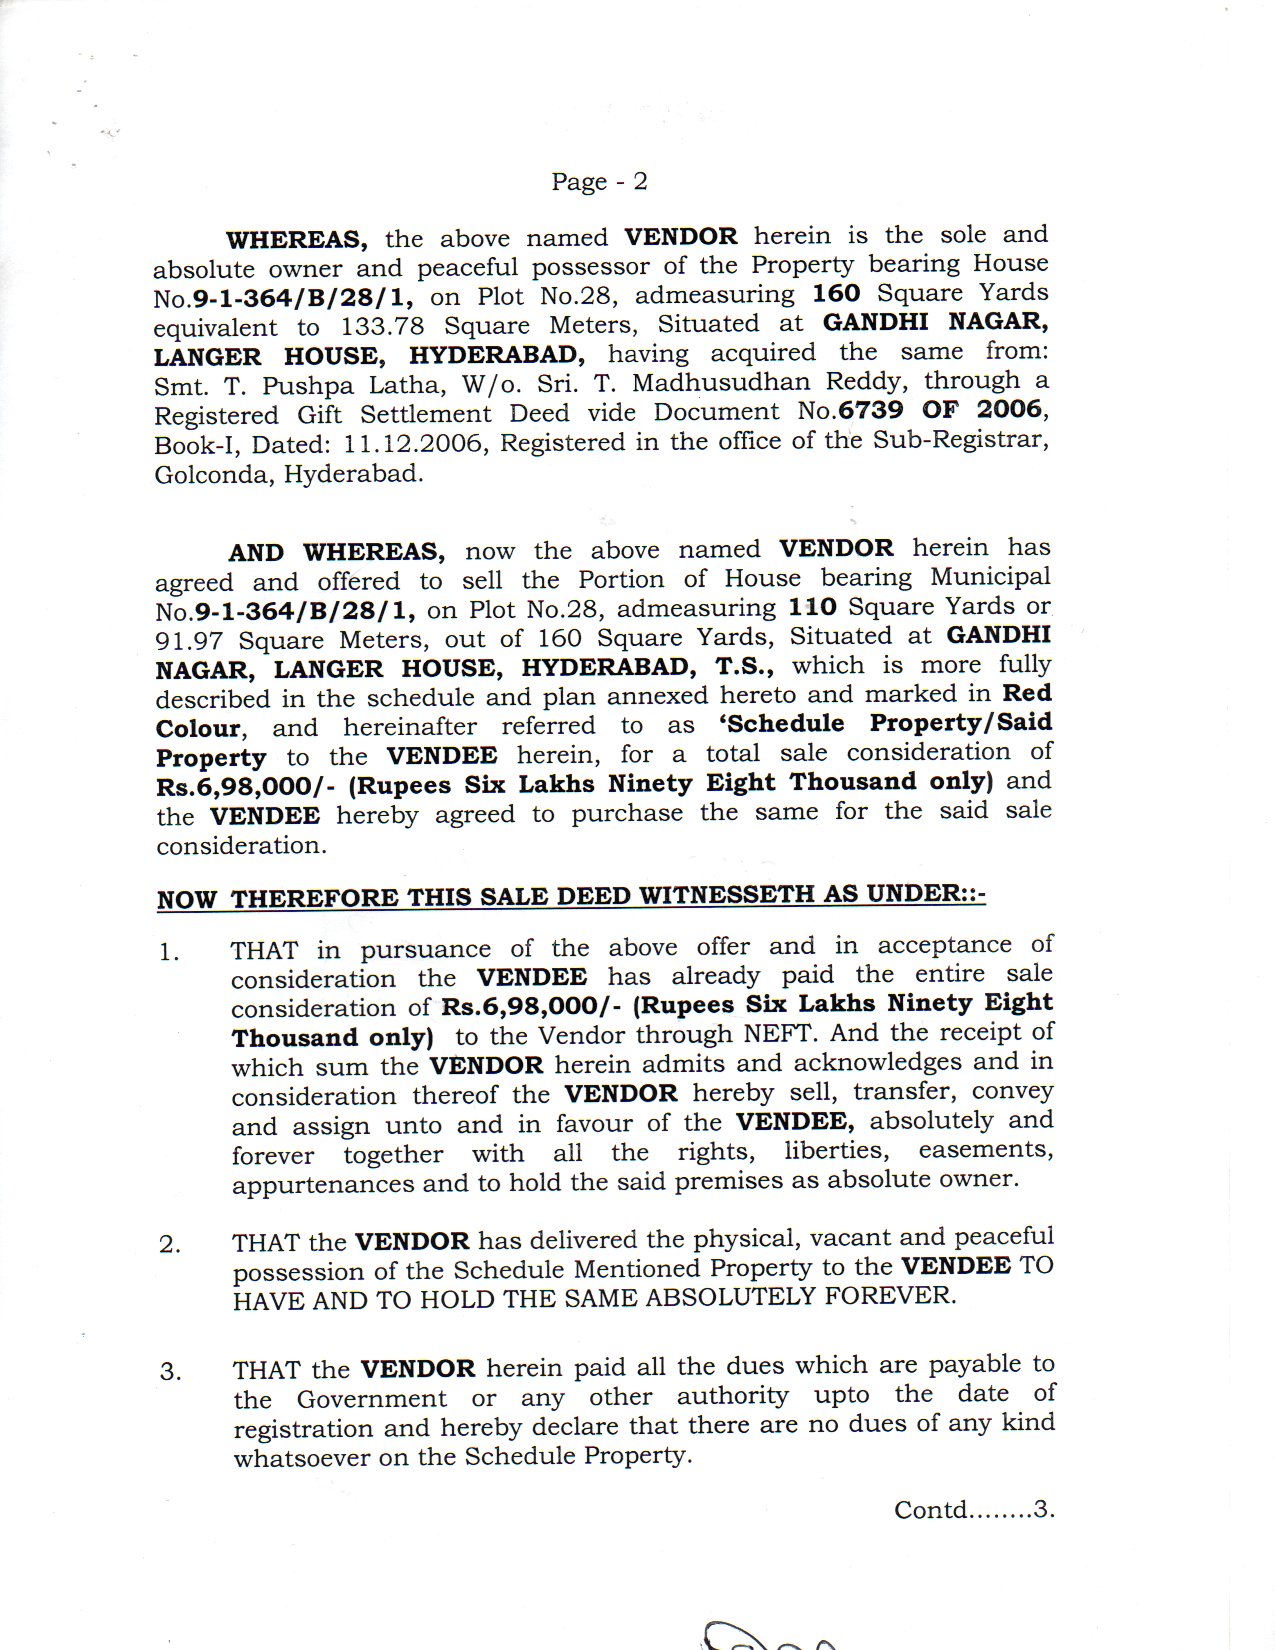 Page - 2
WHEREAS, the above named VENDOR herein is the sole and
absolute owner and peaceful possessor of the Property bearing House
No.9-1-364/B/28/1, on Plot No.28, admeasuring 160 Square Yards
equivalent to 133.78 Square Meters, Situated at GANDHI NAGAR,
LANGER HOUSE, HYDERABAD, having acquired the same from:
Smt. T. Pushpa Latha, W/o. Sri. T. Madhusudhan Reddy, through a
Registered Gift Settlement Deed vide Document No.6739 OF 2006,
Book-I, Dated: 11.12.2006, Registered in the office of the Sub-Registrar,
Golconda, Hyderabad.
AND WHEREAS, now the above named VENDOR herein has
agreed and offered to sell the Portion of House bearing Municipal
No.9-1-364/B/28/1, on Plot No.28, admeasuring 110 Square Yards or
91.97 Square Meters, out of 160 Square Yards, Situated at GANDHI
NAGAR, LANGER HOUSE, HYDERABAD, T.S., which is more fully
described in the schedule and plan annexed hereto and marked in Red
Colour, and hereinafter referred to as ‘Schedule Property/Said
Property to the VENDEE herein, for a total sale consideration of
Rs.6,98,000/- (Rupees Six Lakhs Ninety Eight Thousand only) and
the VENDEE hereby agreed to purchase the same for the said sale
consideration.
NOW THEREFORE THIS SALE DEED WITNESSETH AS UNDER::-
1. THAT in pursuance of the above offer and in acceptance of
consideration the VENDEE has already paid the entire sale
consideration of Rs.6,98,000/- (Rupees Six Lakhs Ninety Eight
Thousand only) to the Vendor through NEFT. And the receipt of
which sum the VENDOR herein admits and acknowledges and in
consideration thereof the VENDOR hereby sell, transfer, convey
and assign unto and in favour of the VENDEE, absolutely and
forever together with all the rights, liberties, easements,
appurtenances and to hold the said premises as absolute owner.
2. THAT the VENDOR has delivered the physical, vacant and peaceful
possession of the Schedule Mentioned Property to the VENDEE TO
HAVE AND TO HOLD THE SAME ABSOLUTELY FOREVER.
3. THAT the VENDOR herein paid all the dues which are payable to
the Government or any other authority upto the date of
registration and hereby declare that there are no dues of any kind
whatsoever on the Schedule Property.
Contd........3.